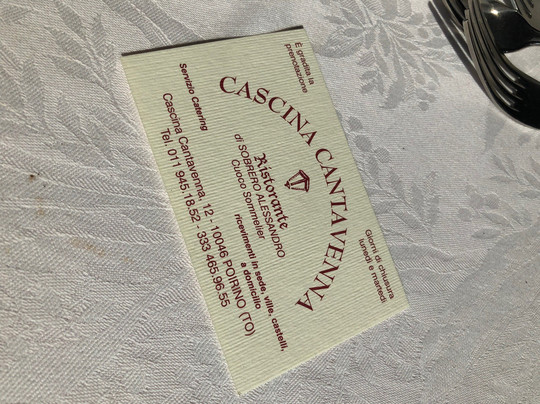 È gradita la
prenotazione
Giorni di chiusura
lunedì e martedì
CASCINA CANTAVENNA
Ristorante
di SOBRERO ALESSANDRO
Cuoco Sommelier
Servizio Catering
ricevimenti in sede, ville, castelli,
a domicilio
Cascina Cantavenna, 12 - 10046 POIRINO (TO)
Tel. 011 945.18.52 - 333 465.96.55